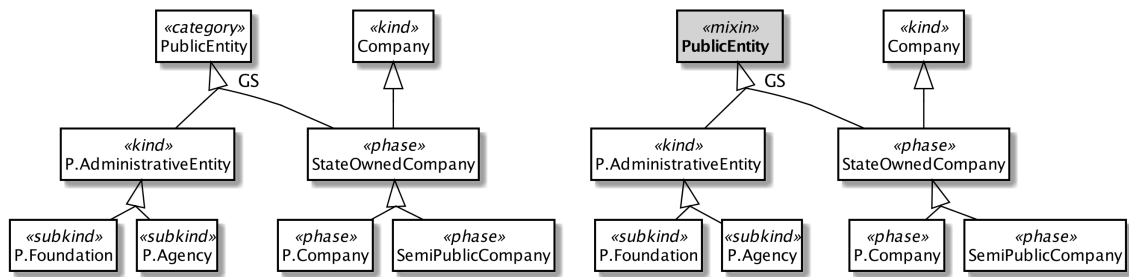 «category»
PublicEntity
«kind»
Company
GS
«kind»
P.AdministrativeEntity
«phase»
StateOwnedCompany
«subkind»
P.Foundation
«subkind»
P.Agency
«phase»
P.Company
«phase»
SemiPublicCompany
«mixin»
PublicEntity
«kind»
Company
GS
«kind»
P.AdministrativeEntity
«phase»
StateOwnedCompany
«subkind»
P.Foundation
«subkind»
P.Agency
«phase»
P.Company
«phase»
SemiPublicCompany